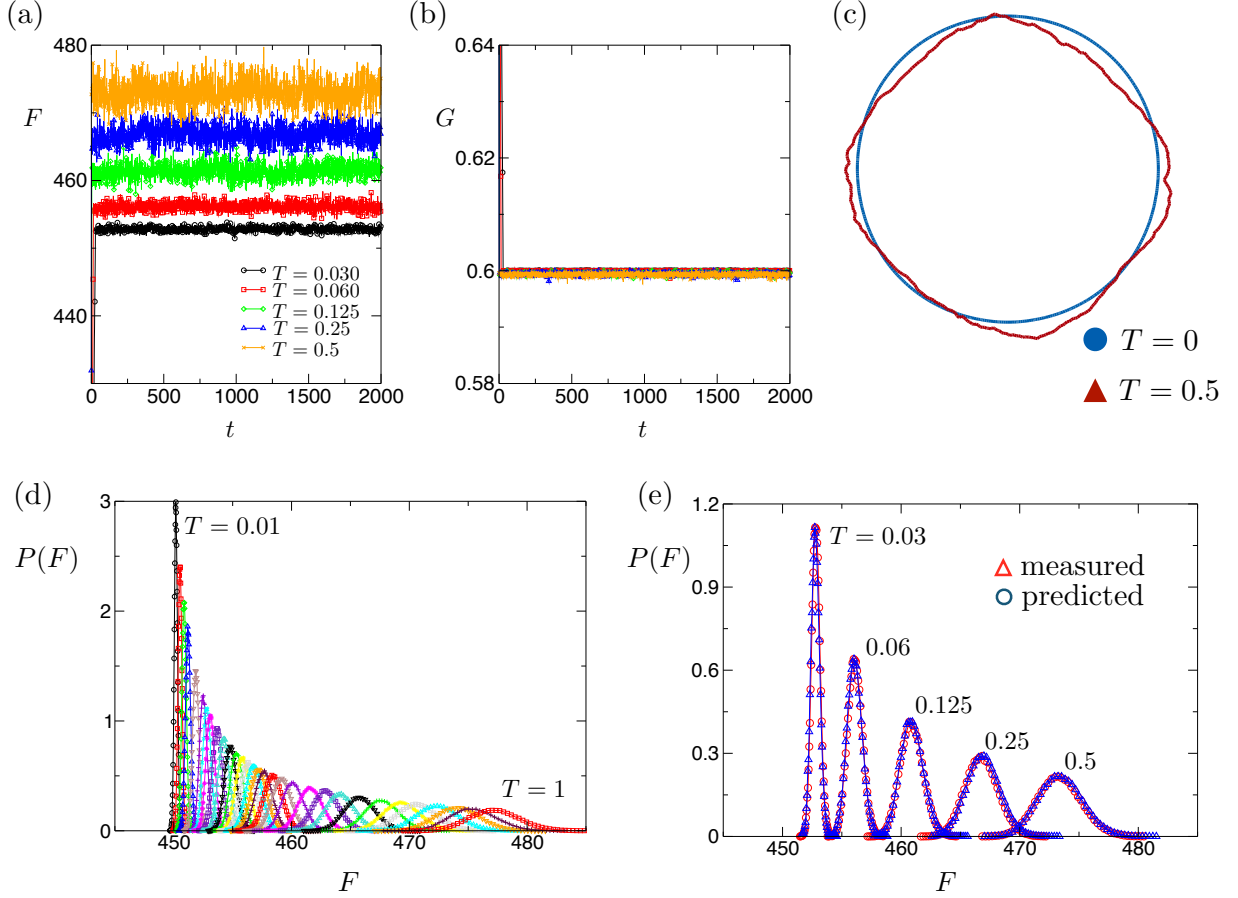 (a)
F
480
460
440
T = 0.030
T = 0.060
T = 0.125
T = 0.25
T = 0.5
0 500 1000 1500 2000
t
(b)
G
0.64
0.62
0.6
0.58
0 500 1000 1500 2000
t
(c)
T = 0
T = 0.5
(d)
P(F)
3
2
1
0
T = 0.01
T = 1
450 460 470 480
F
(e)
P(F)
1.2
0.9
0.6
0.3
0
T = 0.03
0.06
0.125
0.25
0.5
measured
predicted
450 460 470 480
F